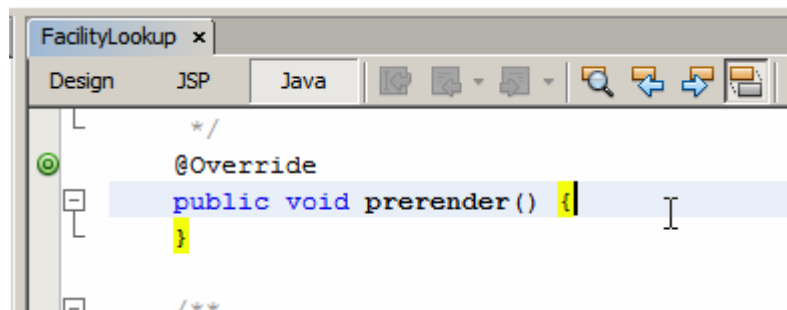 FacilityLookup x
Design JSP Java
*/
@Override
public void prerender() {
}
/**